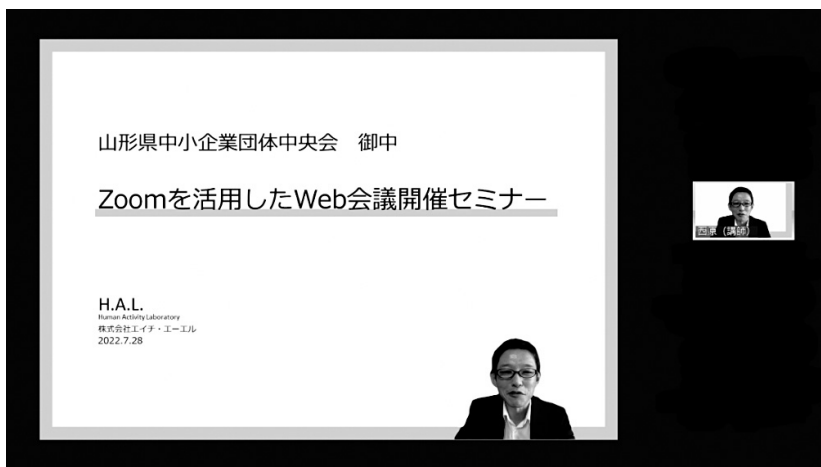 山形県中小企業団体中央会　御中
Zoomを活用したWeb会議開催セミナー
H.A.L.
Human Activity Laboratory
株式会社エイチ・エーエル
2022.7.28
（講師）